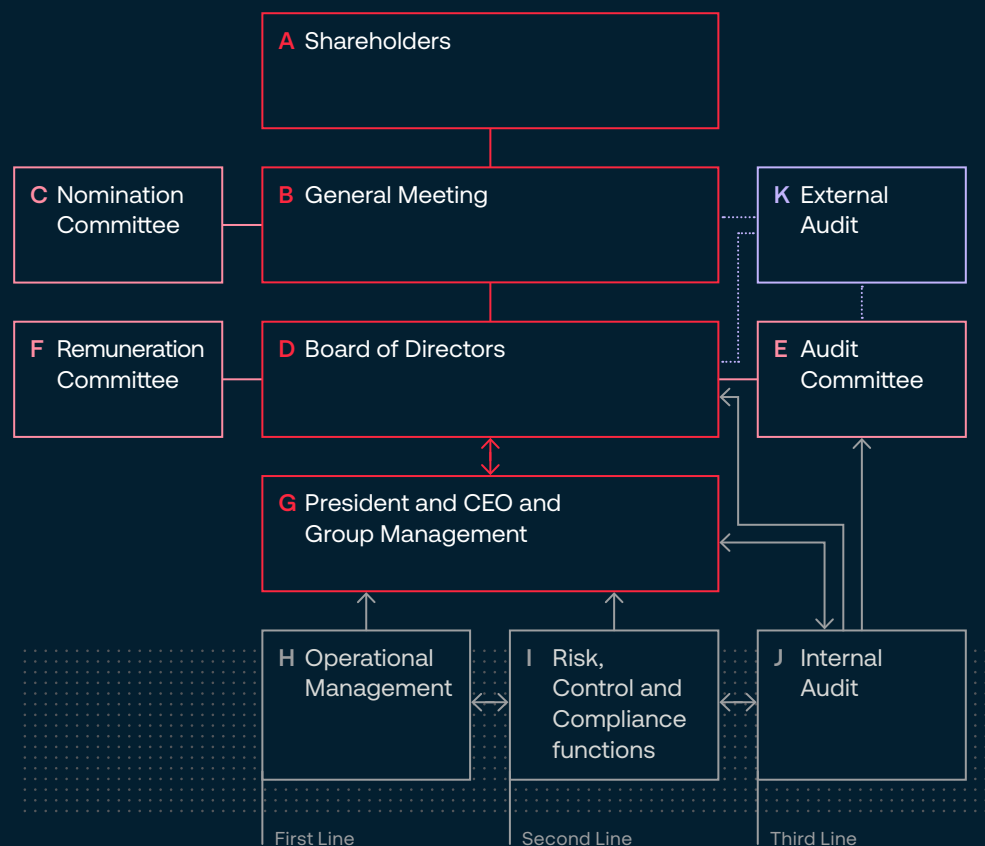 A Shareholders
C Nomination
Committee
B General Meeting
K External
Audit
F Remuneration
Committee
D Board of Directors
E Audit
Committee
G President and CEO and
Group Management
H Operational
Management
I Risk,
Control and
Compliance
functions
J Internal
Audit
First Line
Second Line
Third Line